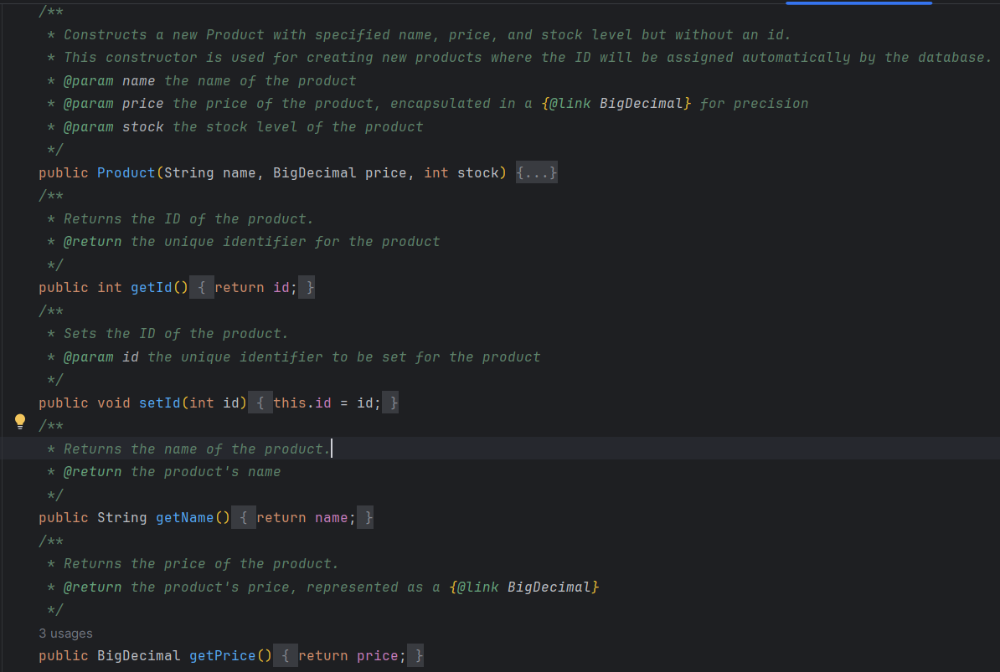 /**
 * Constructs a new Product with specified name, price, and stock level but without an id.
 * This constructor is used for creating new products where the ID will be assigned automatically by the database.
 * @param name the name of the product
 * @param price the price of the product, encapsulated in a {@link BigDecimal} for precision
 * @param stock the stock level of the product
 */
public Product(String name, BigDecimal price, int stock) {...}
/**
 * Returns the ID of the product.
 * @return the unique identifier for the product
 */
public int getId() { return id; }
/**
 * Sets the ID of the product.
 * @param id the unique identifier to be set for the product
 */
public void setId(int id) { this.id = id; }
/**
 * Returns the name of the product.
 * @return the product's name
 */
public String getName() { return name; }
/**
 * Returns the price of the product.
 * @return the product's price, represented as a {@link BigDecimal}
 */
3 usages
public BigDecimal getPrice() { return price; }